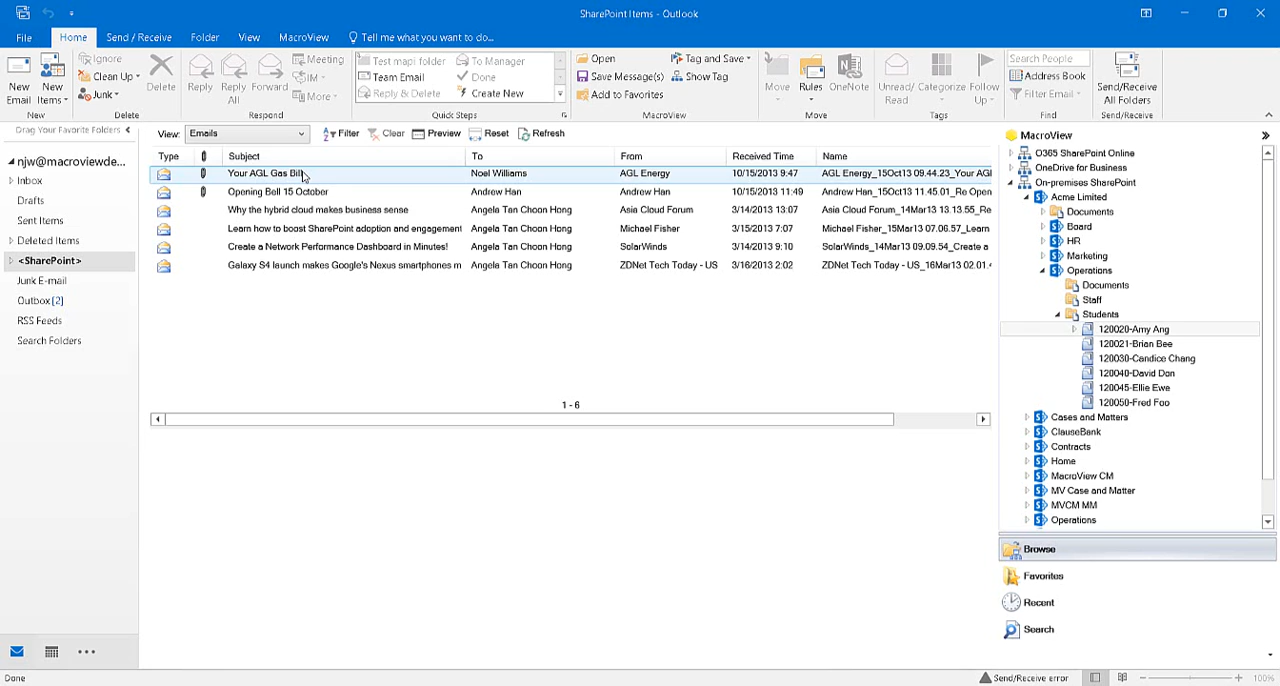 SharePoint Items - Outlook
File
Home
Send / Receive
Folder
View
MacroView
Tell me what you want to do...
New Email
New Items
New
Ignore
Clean Up
Junk
Delete
Delete
Reply
Reply All
Forward
Meeting
IM
More
Respond
Test mapi folder
To Manager
Team Email
Done
Reply & Delete
Create New
Quick Steps
Open
Save Message(s)
Add to Favorites
Tag and Save
Show Tag
MacroView
Move
Rules
OneNote
Move
Unread/ Read
Categorize
Follow Up
Tags
Search People
Address Book
Filter Email
Find
Send/Receive All Folders
Send/Receive
Drag Your Favorite Folders
njw@macroviewde...
Inbox
Drafts
Sent Items
Deleted Items
<SharePoint>
Junk E-mail
Outbox [2]
RSS Feeds
Search Folders
View:
Emails
Filter
Clear
Preview
Reset
Refresh
Type Subject To From Received Time Name
Your AGL Gas Bill Noel Williams AGL Energy 10/15/2013 9:47 AGL Energy_15Oct13 09.44.23_Your AGL
Opening Bell 15 October Andrew Han Andrew Han 10/15/2013 11:49 Andrew Han_15Oct13 11.45.01_Re Open
Why the hybrid cloud makes business sense Angela Tan Choon Hong Asia Cloud Forum 3/14/2013 13:07 Asia Cloud Forum_14Mar13 13.13.55_Re
Learn how to boost SharePoint adoption and engagement Angela Tan Choon Hong Michael Fisher 3/15/2013 7:07 Michael Fisher_15Mar13 07.06.57_Learn
Create a Network Performance Dashboard in Minutes! Angela Tan Choon Hong SolarWinds 3/14/2013 9:10 SolarWinds_14Mar13 09.09.54_Create a
Galaxy S4 launch makes Google's Nexus smartphones m Angela Tan Choon Hong ZDNet Tech Today - US 3/16/2013 2:02 ZDNet Tech Today - US_16Mar13 02.01.4
1 - 6
MacroView
O365 SharePoint Online
OneDrive for Business
On-premises SharePoint
Acme Limited
Documents
Board
HR
Marketing
Operations
Documents
Staff
Students
120020-Amy Ang
120021-Brian Bee
120030-Candice Chang
120040-David Don
120045-Ellie Ewe
120050-Fred Foo
Cases and Matters
ClauseBank
Contracts
Home
MacroView CM
MV Case and Matter
MVCM MM
Operations
Browse
Favorites
Recent
Search
Done
Send/Receive error
100%